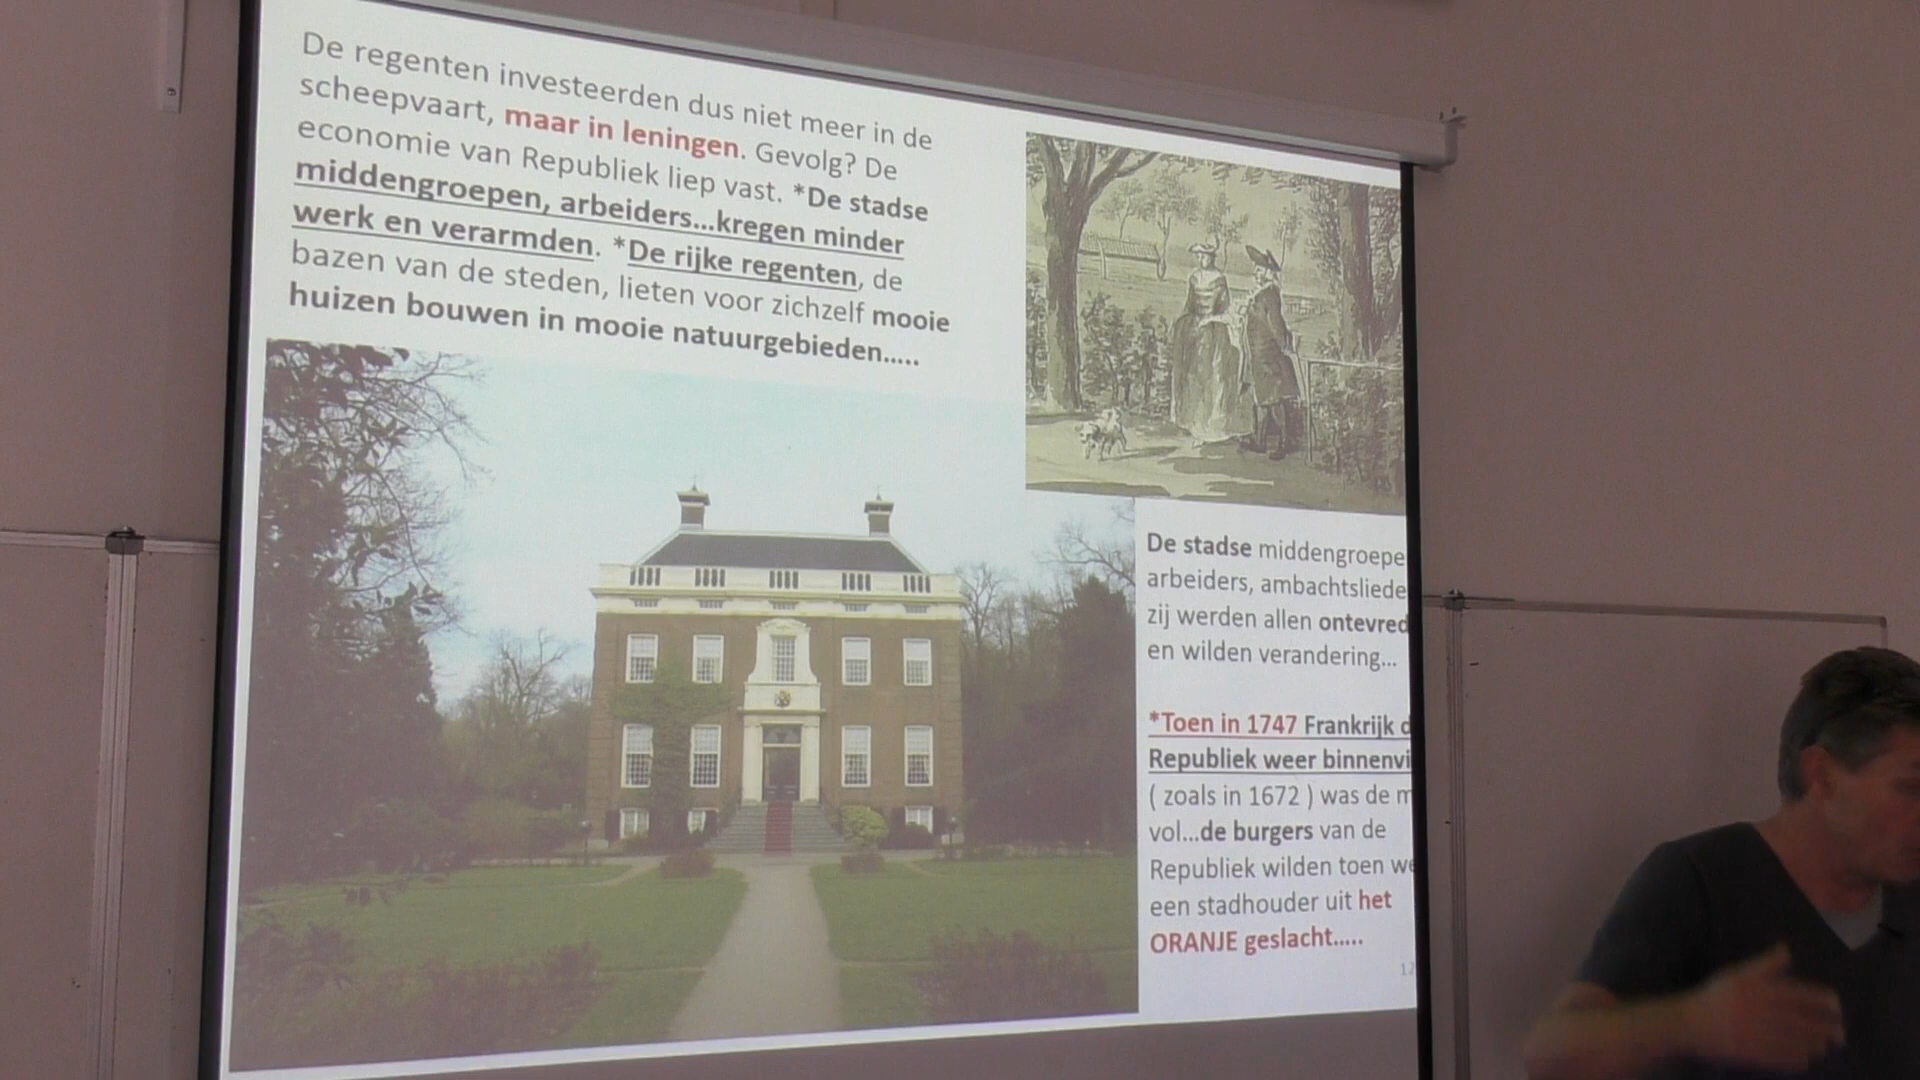 De regenten investeerden dus niet meer in de
scheepvaart, maar in leningen. Gevolg? De
economie van Republiek liep vast. *De stadse
middengroepen, arbeiders...kregen minder
werk en verarmden. *De rijke regenten, de
bazen van de steden, lieten voor zichzelf mooie
huizen bouwen in mooie natuurgebieden.....
De stadse middengroepe
arbeiders, ambachtsliede
zij werden allen ontevred
en wilden verandering...
*Toen in 1747 Frankrijk d
Republiek weer binnenvi
( zoals in 1672 ) was de m
vol...de burgers van de
Republiek wilden toen we
een stadhouder uit het
ORANJE geslacht.....
12